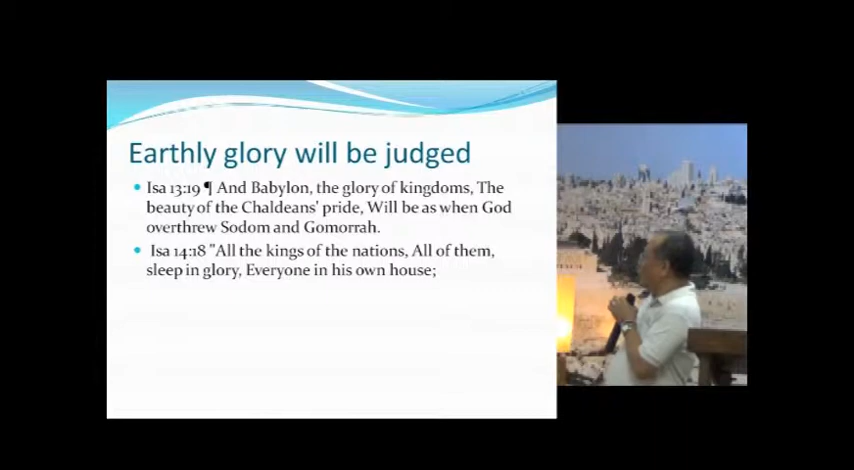 Earthly glory will be judged
• Isa 13:19 ¶ And Babylon, the glory of kingdoms, The
beauty of the Chaldeans' pride, Will be as when God
overthrew Sodom and Gomorrah.
• Isa 14:18 "All the kings of the nations, All of them,
sleep in glory, Everyone in his own house;